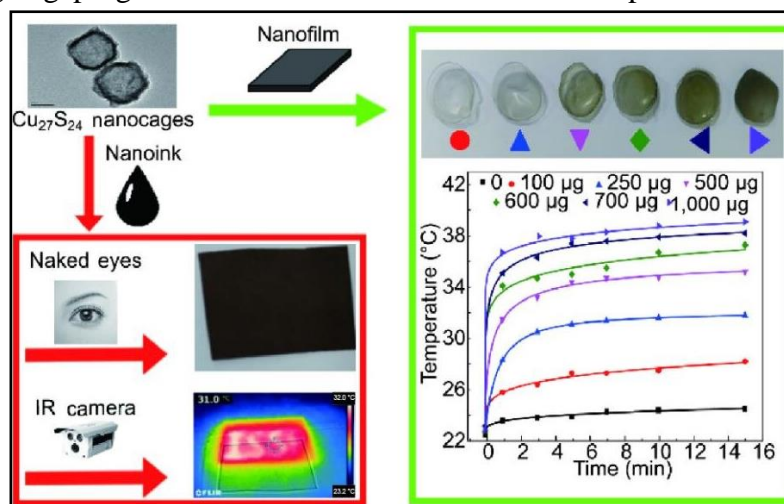 Nanofilm
Cu27S24 nanocages
Nanoink
Naked eyes
IR camera
31.0 °C
32.0 °C
23.2 °C
FLIR
0 100 µg 250 µg 500 µg
600 µg 700 µg 1,000 µg
Temperature (°C)
42
38
34
30
26
22
0 2 4 6 8 10 12 14 16
Time (min)